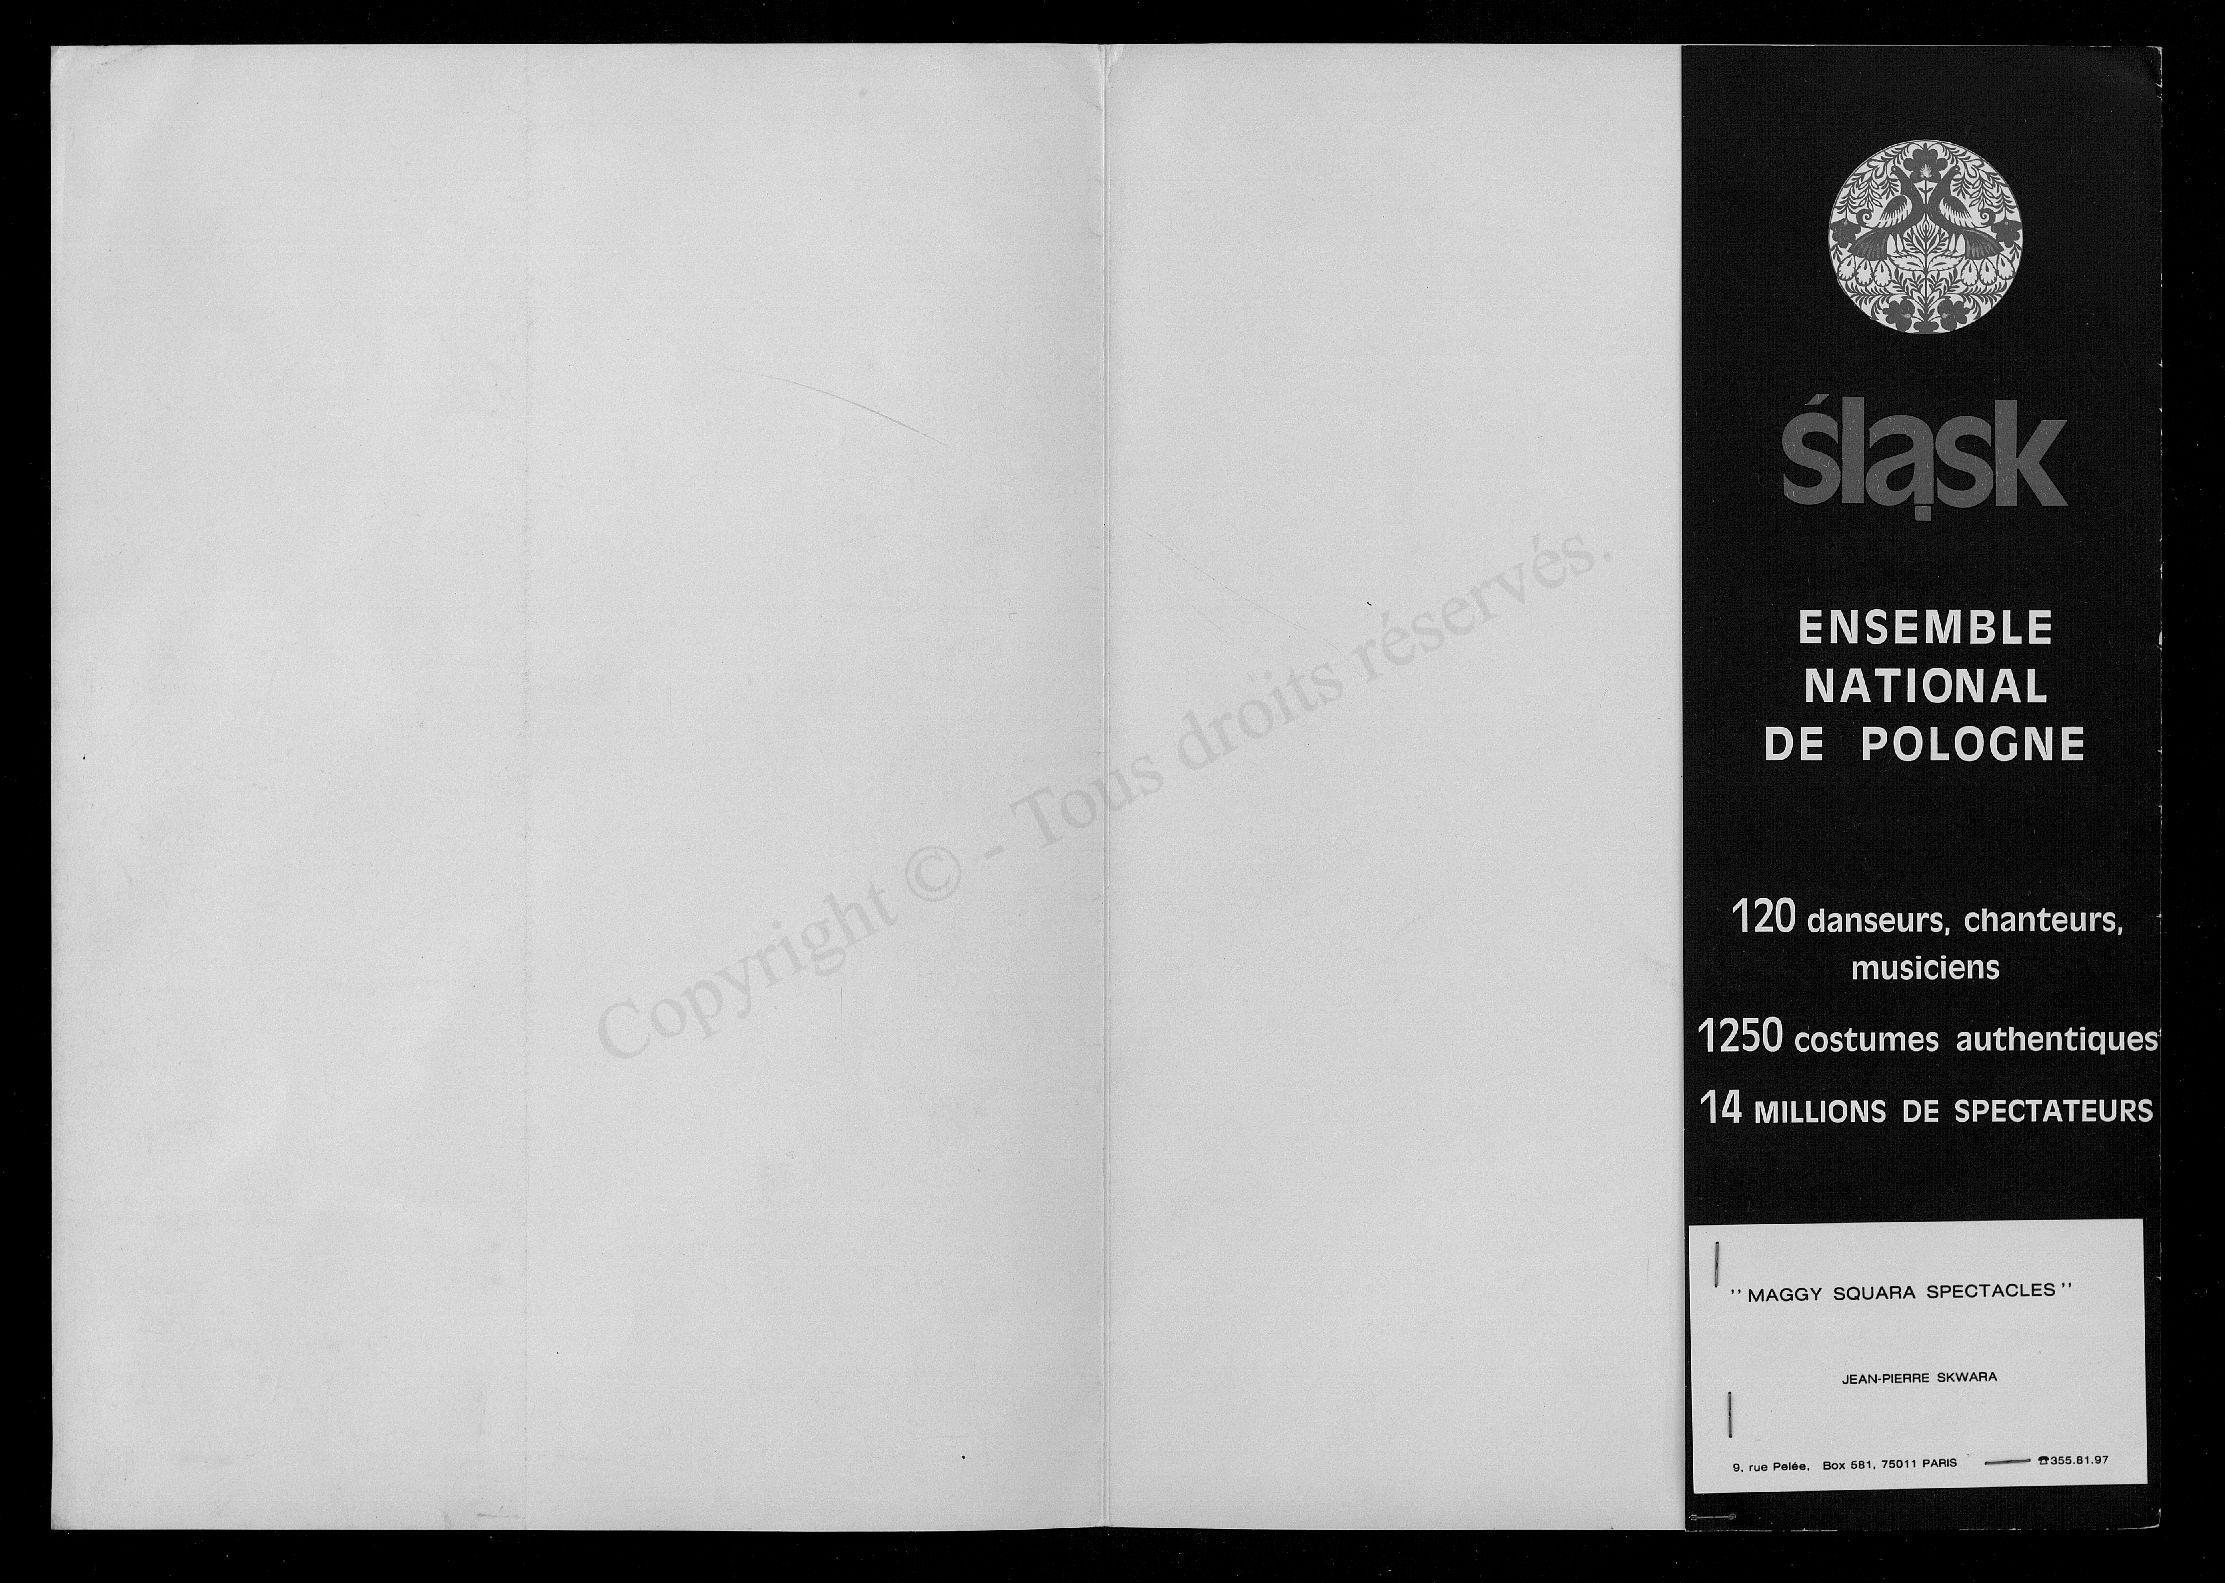 śląsk
ENSEMBLE
NATIONAL
DE POLOGNE
120 danseurs, chanteurs,
musiciens
1250 costumes authentiques
14 MILLIONS DE SPECTATEURS
" MAGGY SQUARA SPECTACLES "
JEAN-PIERRE SKWARA
9, rue Pelée, Box 581, 75011 PARIS ☎355.81.97
Copyright © - Tous droits réservés.